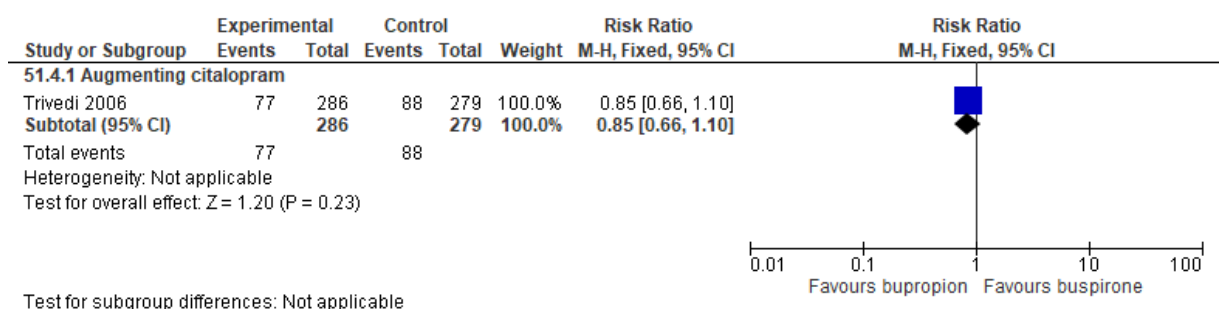 Experimental Control Risk Ratio Risk Ratio
Study or Subgroup Events Total Events Total Weight M-H, Fixed, 95% CI M-H, Fixed, 95% CI
51.4.1 Augmenting citalopram
Trivedi 2006 77 286 88 279 100.0% 0.85 [0.66, 1.10]
Subtotal (95% CI) 286 279 100.0% 0.85 [0.66, 1.10]
Total events 77 88
Heterogeneity: Not applicable
Test for overall effect: Z = 1.20 (P = 0.23)
0.01 0.1 1 10 100
Favours bupropion Favours buspirone
Test for subgroup differences: Not applicable